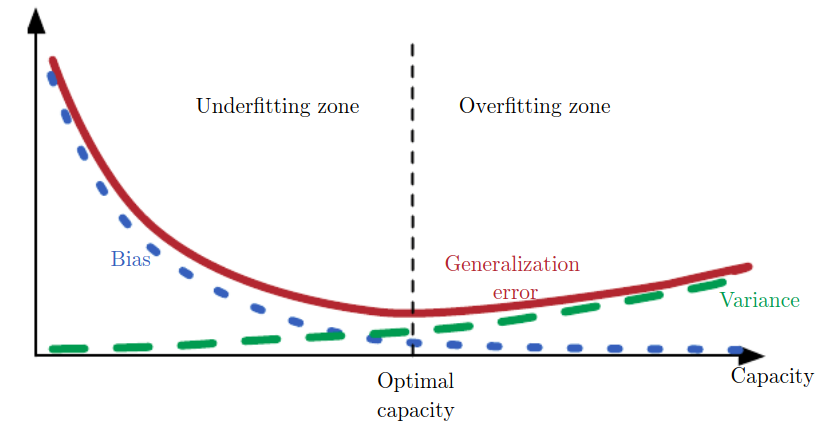 Underfitting zone
Overfitting zone
Bias
Generalization
error
Variance
Optimal
capacity
Capacity